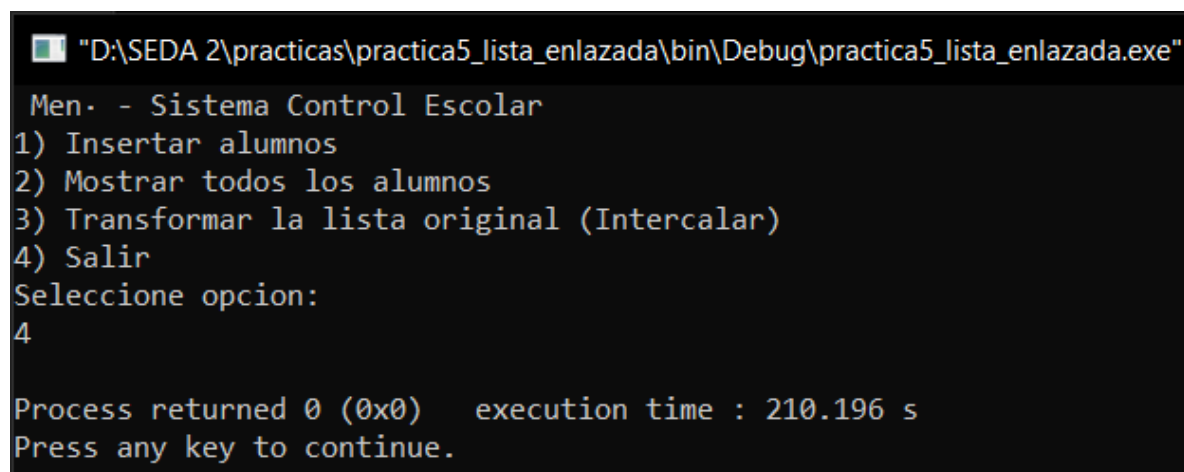 "D:\SEDA 2\practicas\practica5_lista_enlazada\bin\Debug\practica5_lista_enlazada.exe"
Men· - Sistema Control Escolar
1) Insertar alumnos
2) Mostrar todos los alumnos
3) Transformar la lista original (Intercalar)
4) Salir
Seleccione opcion:
4
Process returned 0 (0x0)   execution time : 210.196 s
Press any key to continue.